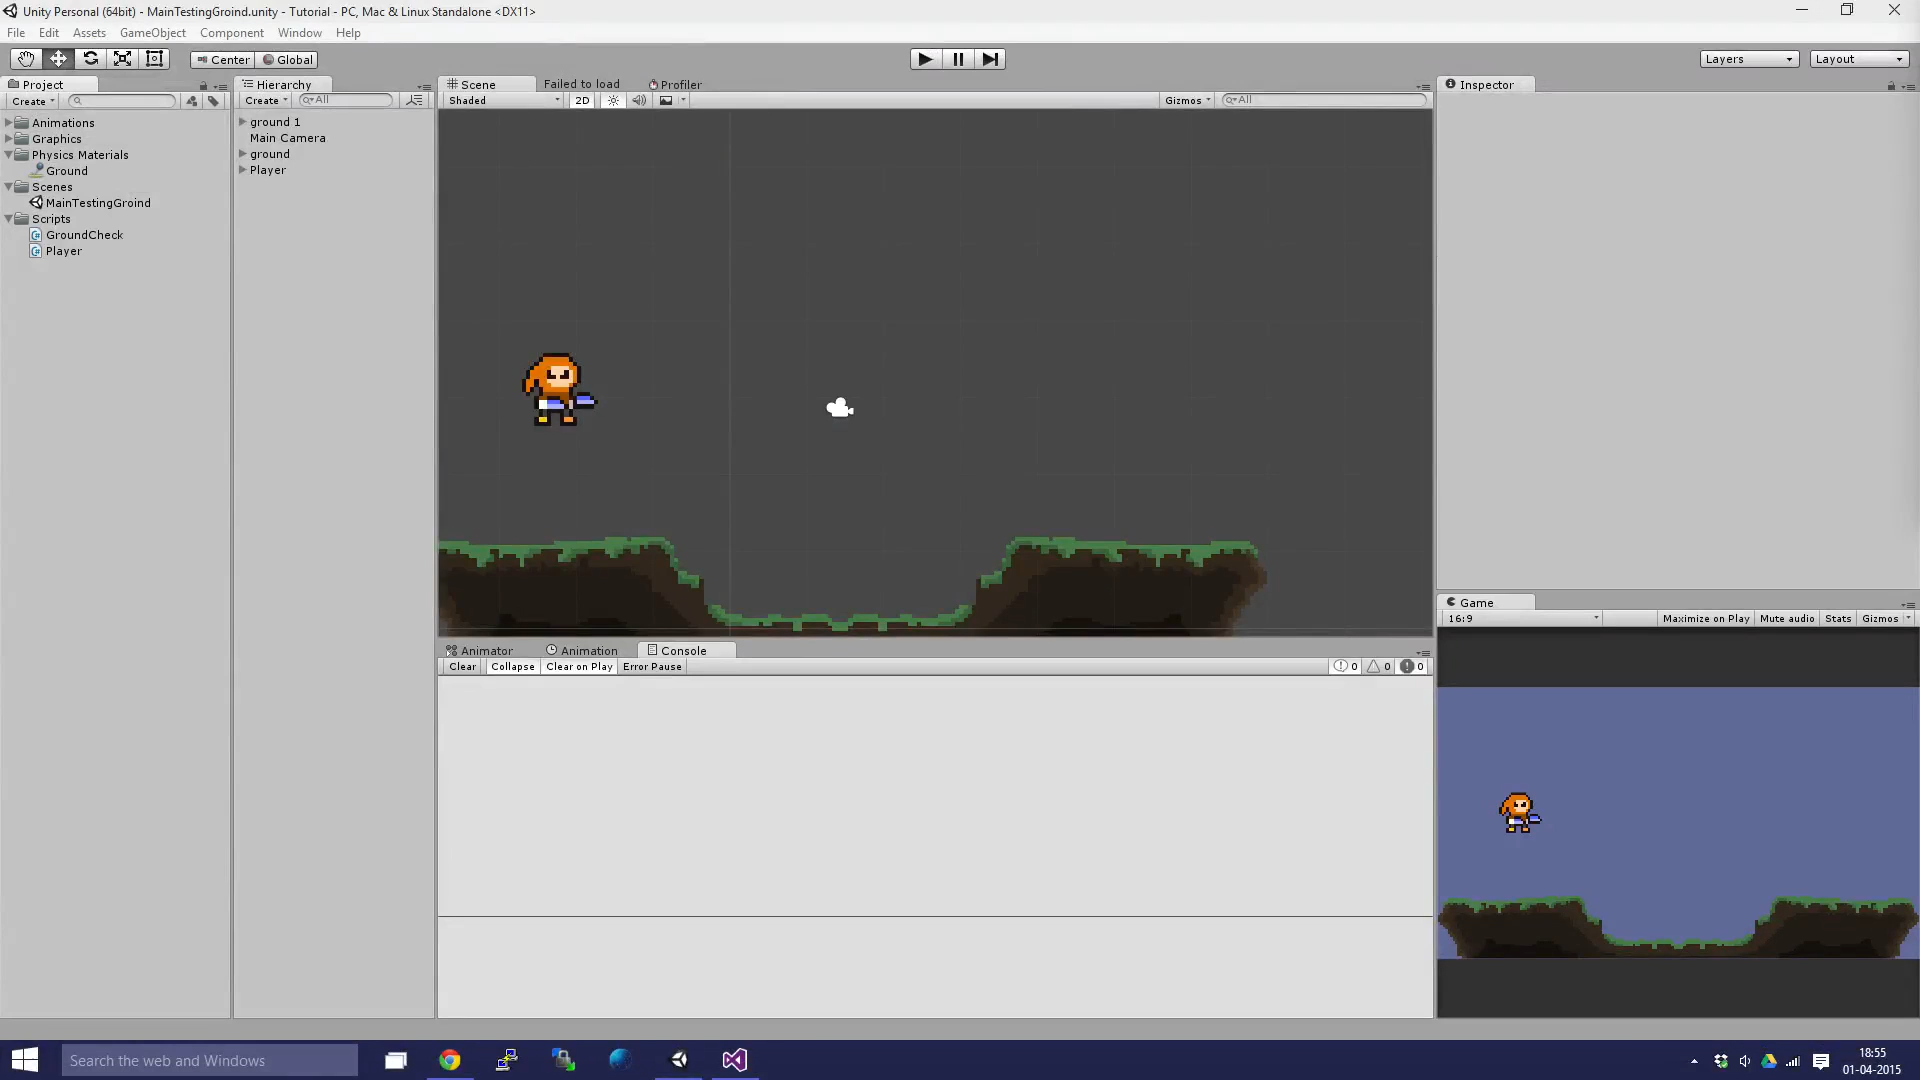 Unity Personal (64bit) - MainTestingGroind.unity - Tutorial - PC, Mac & Linux Standalone <DX11>
File Edit Assets GameObject Component Window Help
Center Global Layers Layout
Project Hierarchy Scene Failed to load Profiler Inspector
Create Create All Shaded 2D Gizmos All
Animations
Graphics
Physics Materials
Ground
Scenes
MainTestingGroind
Scripts
GroundCheck
Player
ground 1
Main Camera
ground
Player
Game
16:9 Maximize on Play Mute audio Stats Gizmos
Animator Animation Console
Clear Collapse Clear on Play Error Pause 0 0 0
Search the web and Windows
18:55
01-04-2015